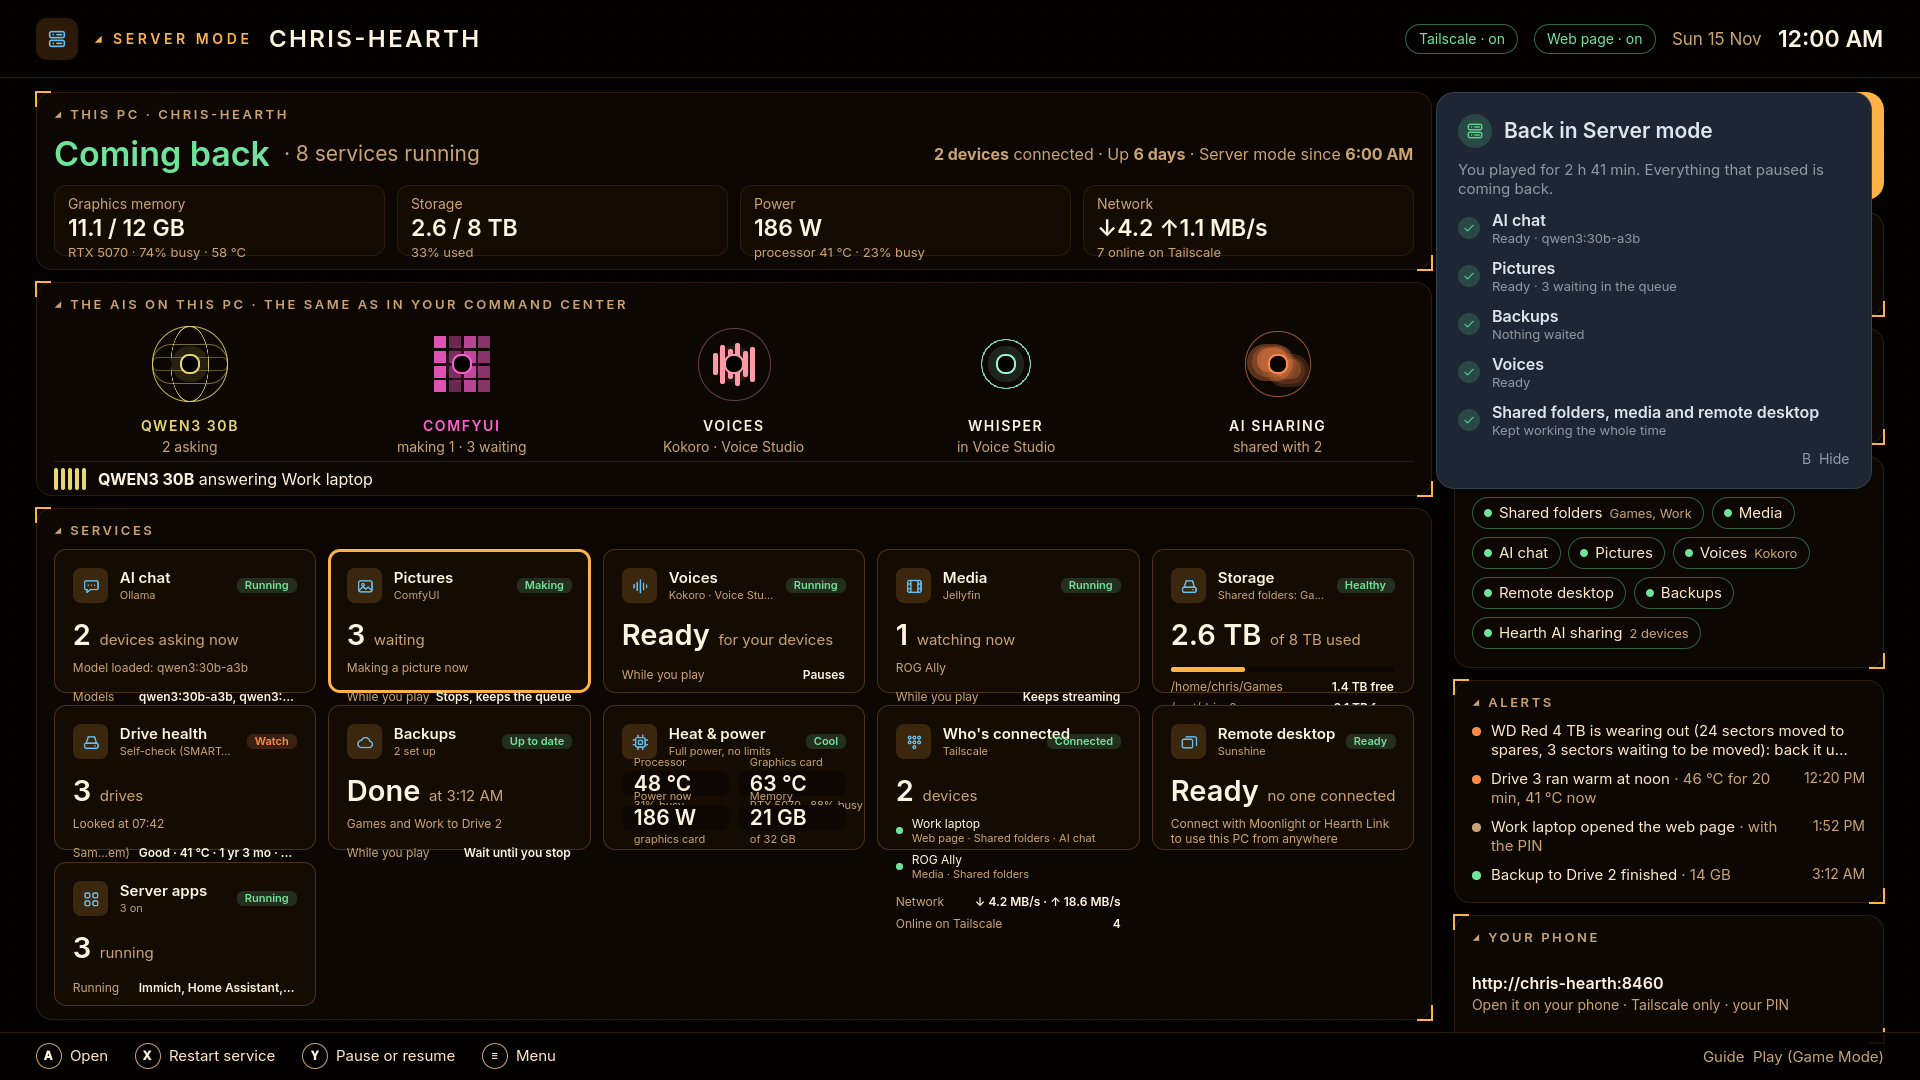 SERVER MODE CHRIS-HEARTH
Tailscale · on
Web page · on
Sun 15 Nov
12:00 AM
THIS PC · CHRIS-HEARTH
Coming back · 8 services running
2 devices connected · Up 6 days · Server mode since 6:00 AM
Graphics memory
11.1 / 12 GB
RTX 5070 · 74% busy · 58 °C
Storage
2.6 / 8 TB
33% used
Power
186 W
processor 41 °C · 23% busy
Network
↓4.2 ↑1.1 MB/s
7 online on Tailscale
THE AIS ON THIS PC · THE SAME AS IN YOUR COMMAND CENTER
QWEN3 30B
2 asking
COMFYUI
making 1 · 3 waiting
VOICES
Kokoro · Voice Studio
WHISPER
in Voice Studio
AI SHARING
shared with 2
QWEN3 30B answering Work laptop
SERVICES
AI chat
Ollama
Running
2 devices asking now
Model loaded: qwen3:30b-a3b
Models qwen3:30b-a3b, qwen3:...
Pictures
ComfyUI
Making
3 waiting
Making a picture now
While you play Stops, keeps the queue
Voices
Kokoro · Voice Stu...
Running
Ready for your devices
While you play Pauses
Media
Jellyfin
Running
1 watching now
ROG Ally
While you play Keeps streaming
Storage
Shared folders: Ga...
Healthy
2.6 TB of 8 TB used
/home/chris/Games 1.4 TB free
Drive health
Self-check (SMART...
Watch
3 drives
Looked at 07:42
Sam...em) Good · 41 °C · 1 yr 3 mo · ...
Backups
2 set up
Up to date
Done at 3:12 AM
Games and Work to Drive 2
While you play Wait until you stop
Heat & power
Full power, no limits
Cool
Processor
48 °C
Graphics card
63 °C
Power now
186 W
graphics card
Memory
21 GB
of 32 GB
Who's connected
Tailscale
Connected
2 devices
Work laptop
Web page · Shared folders · AI chat
ROG Ally
Media · Shared folders
Network ↓ 4.2 MB/s · ↑ 18.6 MB/s
Online on Tailscale 4
Remote desktop
Sunshine
Ready
Ready no one connected
Connect with Moonlight or Hearth Link
to use this PC from anywhere
Server apps
3 on
Running
3 running
Running Immich, Home Assistant,...
Back in Server mode
You played for 2 h 41 min. Everything that paused is
coming back.
AI chat
Ready · qwen3:30b-a3b
Pictures
Ready · 3 waiting in the queue
Backups
Nothing waited
Voices
Ready
Shared folders, media and remote desktop
Kept working the whole time
B Hide
Shared folders Games, Work
Media
AI chat
Pictures
Voices Kokoro
Remote desktop
Backups
Hearth AI sharing 2 devices
ALERTS
WD Red 4 TB is wearing out (24 sectors moved to
spares, 3 sectors waiting to be moved): back it u...
Drive 3 ran warm at noon · 46 °C for 20 12:20 PM
min, 41 °C now
Work laptop opened the web page · with 1:52 PM
the PIN
Backup to Drive 2 finished · 14 GB 3:12 AM
YOUR PHONE
http://chris-hearth:8460
Open it on your phone · Tailscale only · your PIN
A Open
X Restart service
Y Pause or resume
≡ Menu
Guide Play (Game Mode)